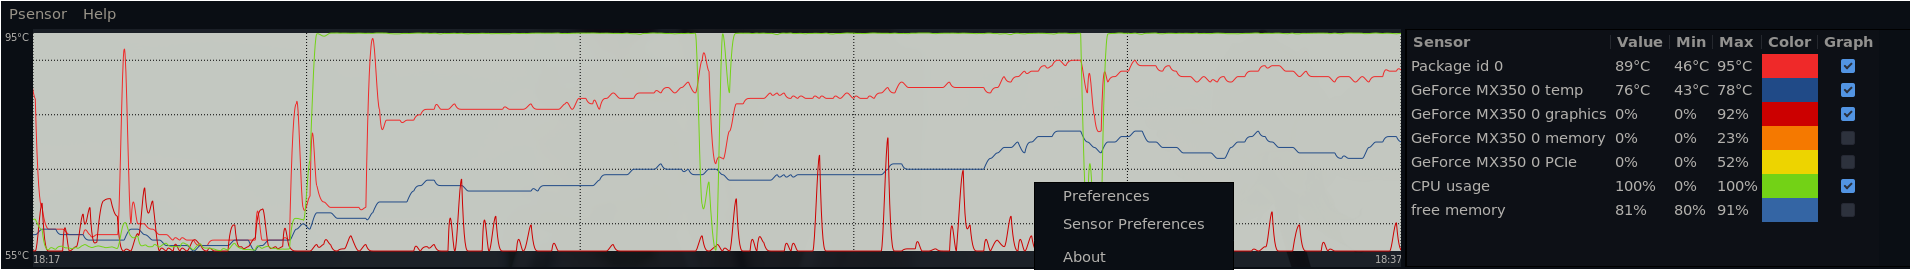 Psensor Help
95°C
Sensor Value Min Max Color Graph
Package id 0 89°C 46°C 95°C
GeForce MX350 0 temp 76°C 43°C 78°C
GeForce MX350 0 graphics 0% 0% 92%
GeForce MX350 0 memory 0% 0% 23%
GeForce MX350 0 PCIe 0% 0% 52%
CPU usage 100% 0% 100%
free memory 81% 80% 91%
Preferences
Sensor Preferences
About
55°C
18:17 18:37